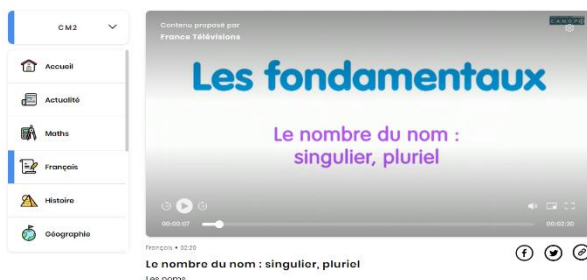 CM2
Accueil
Actualité
Maths
Français
Histoire
Géographie
Contenu proposé par
France Télévisions
CANOPÉ
Les fondamentaux
Le nombre du nom :
singulier, pluriel
00:00:07
00:02:20
Français • 02:20
Le nombre du nom : singulier, pluriel
Les noms